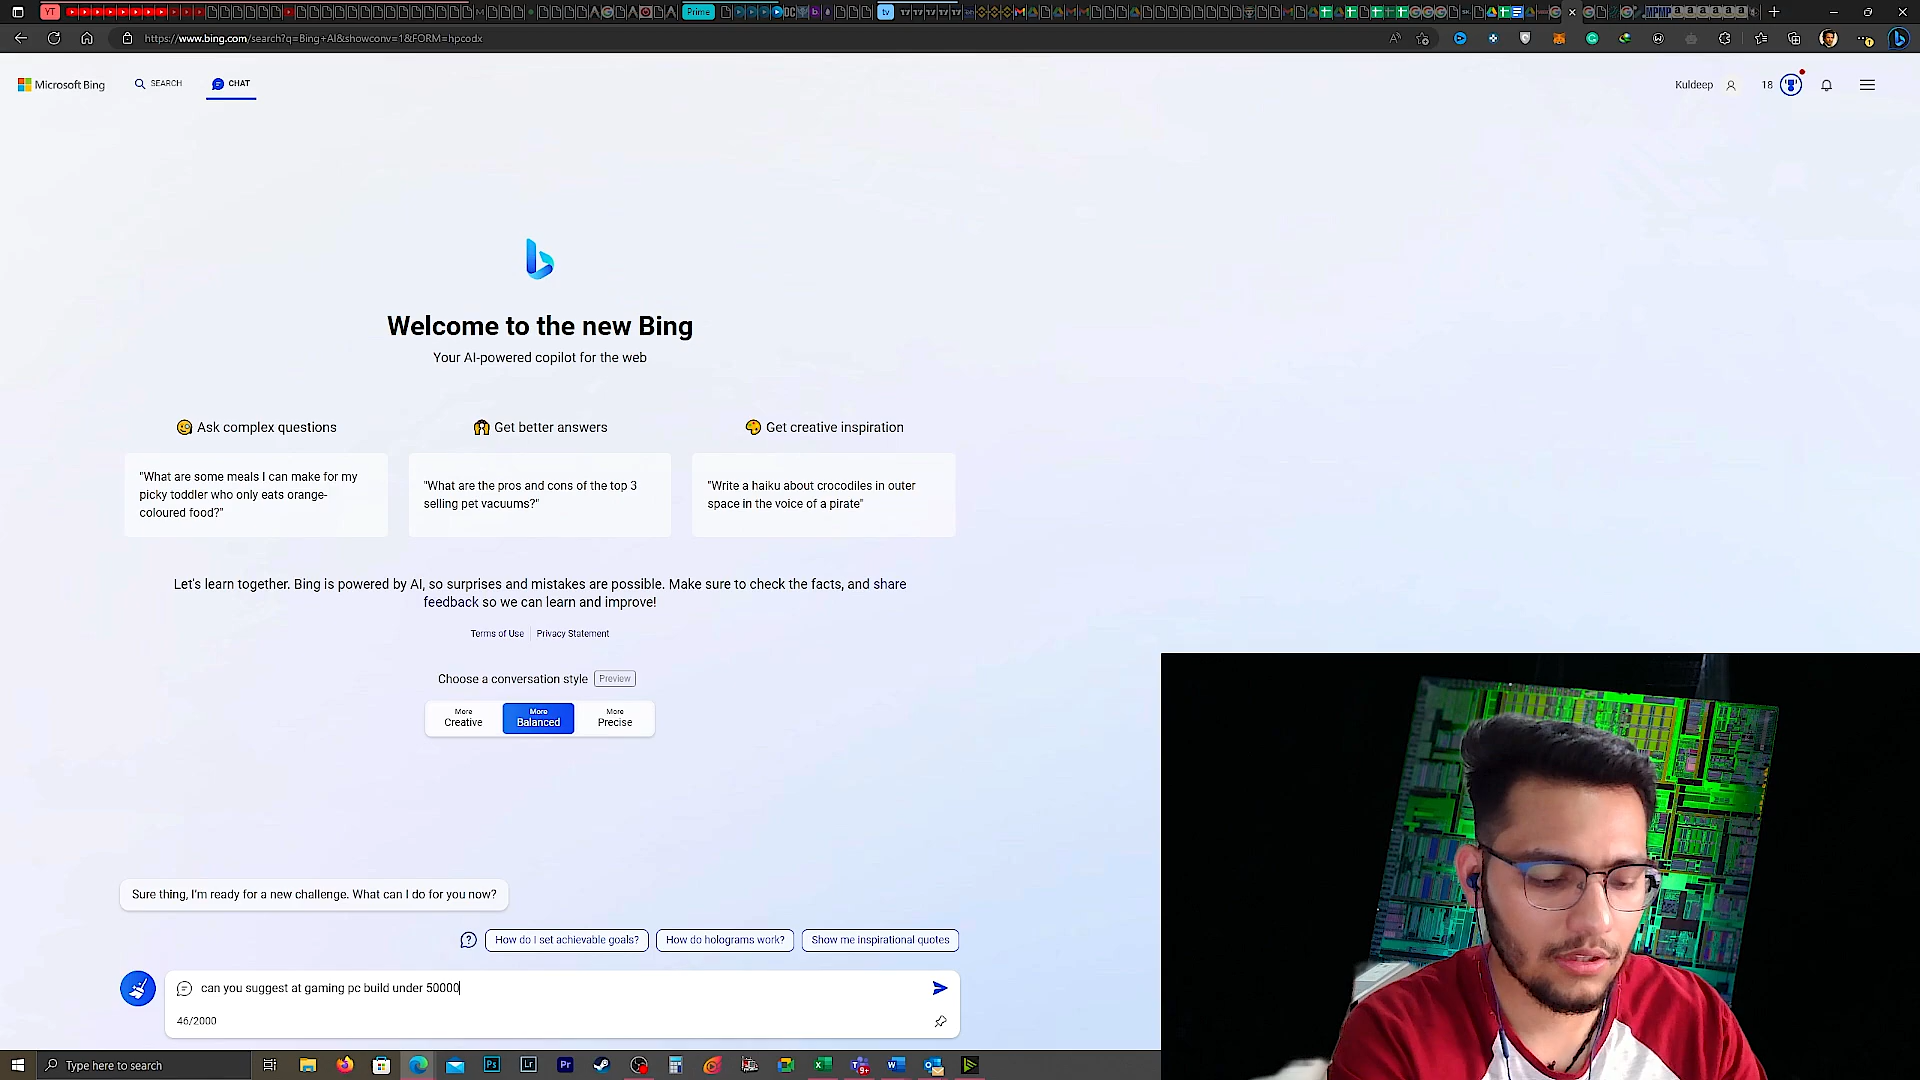 YT
Prime
DC
tv
https://www.bing.com/search?q=Bing+AI&showconv=1&FORM=hpcodx
Microsoft Bing
SEARCH
CHAT
Kuldeep
18
Welcome to the new Bing
Your AI-powered copilot for the web
Ask complex questions
Get better answers
Get creative inspiration
"What are some meals I can make for my
picky toddler who only eats orange-
coloured food?"
"What are the pros and cons of the top 3
selling pet vacuums?"
"Write a haiku about crocodiles in outer
space in the voice of a pirate"
Let's learn together. Bing is powered by AI, so surprises and mistakes are possible. Make sure to check the facts, and share
feedback so we can learn and improve!
Terms of Use
Privacy Statement
Choose a conversation style
Preview
More
Creative
More
Balanced
More
Precise
Sure thing, I'm ready for a new challenge. What can I do for you now?
How do I set achievable goals?
How do holograms work?
Show me inspirational quotes
can you suggest at gaming pc build under 50000
46/2000
Type here to search
Ps
Lr
Pr
9+